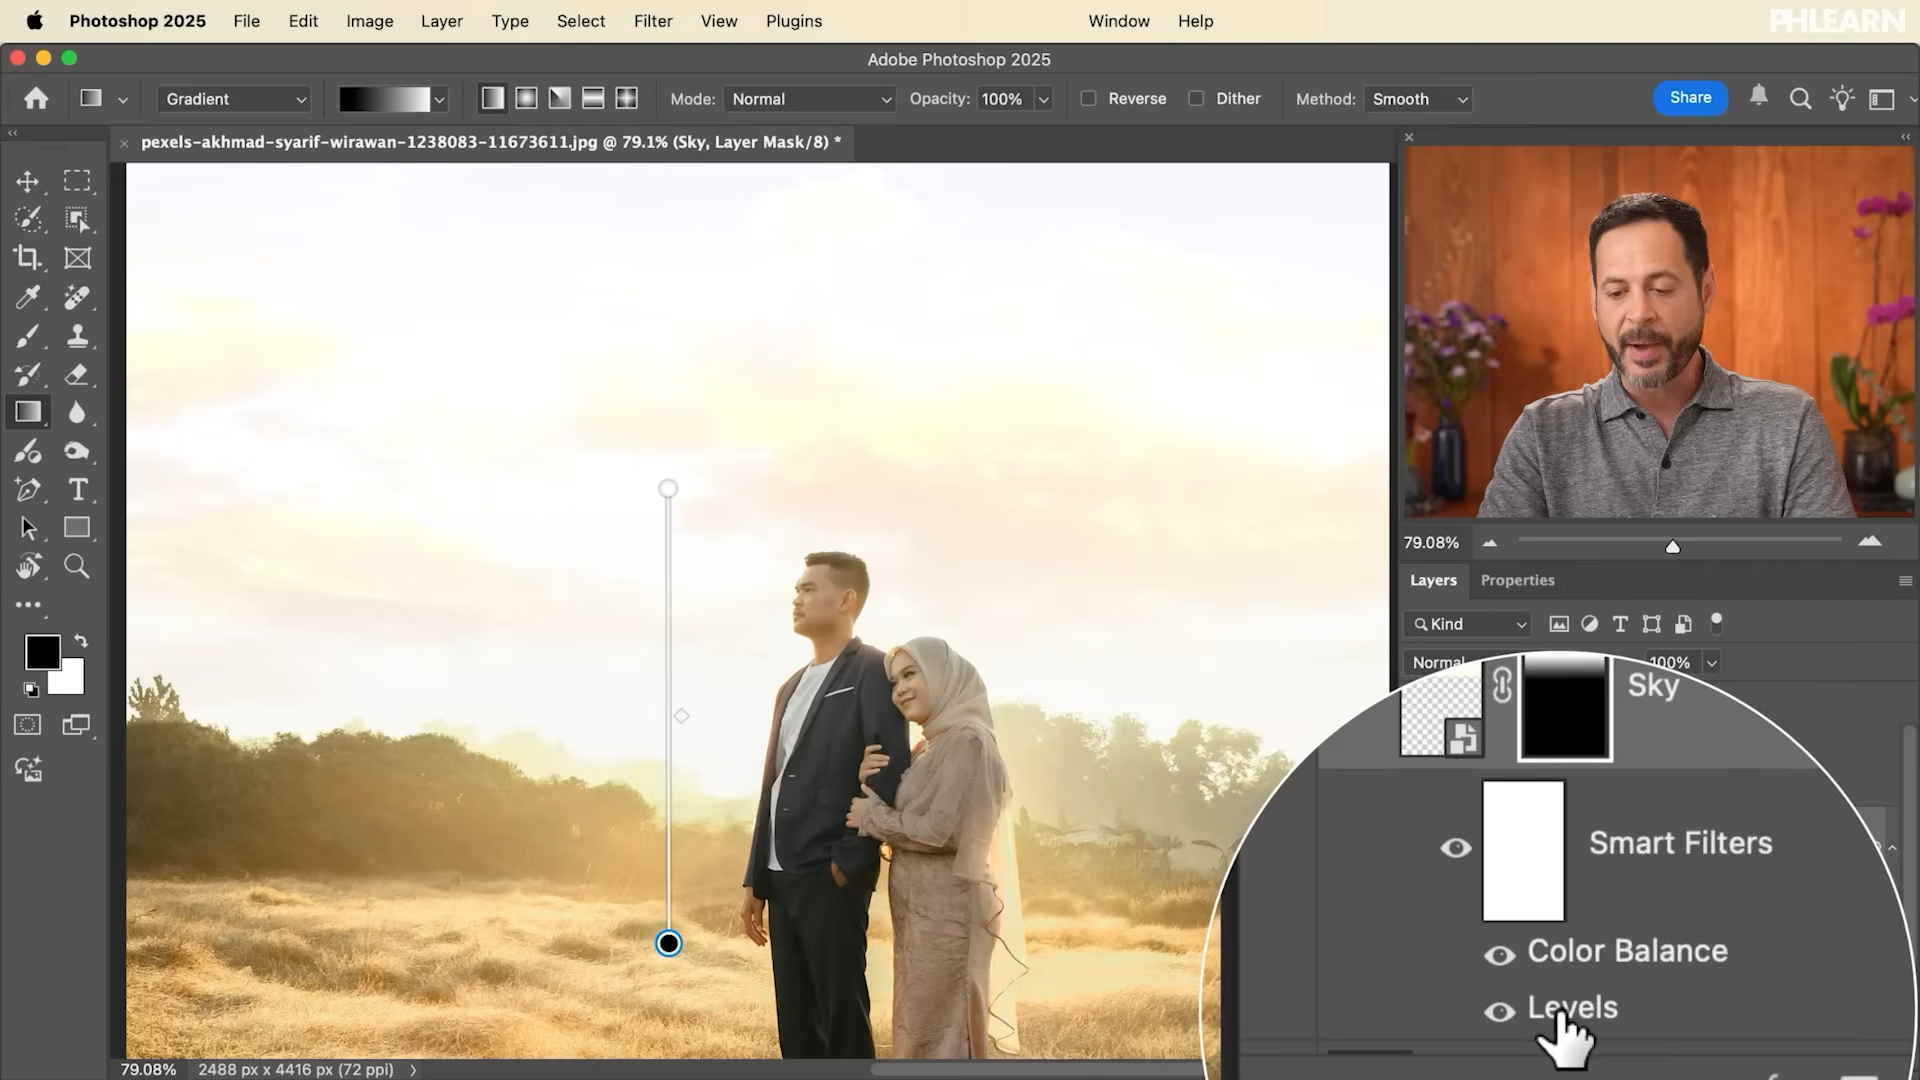 Photoshop 2025 File Edit Image Layer Type Select Filter View Plugins Window Help
PHLEARN
Adobe Photoshop 2025
Gradient Mode: Normal Opacity: 100% Reverse Dither Method: Smooth Share
pexels-akhmad-syarif-wirawan-1238083-11673611.jpg @ 79.1% (Sky, Layer Mask/8) *
79.08%
Layers Properties
Kind
Normal 100%
Sky
Smart Filters
Color Balance
Levels
79.08% 2488 px x 4416 px (72 ppi)